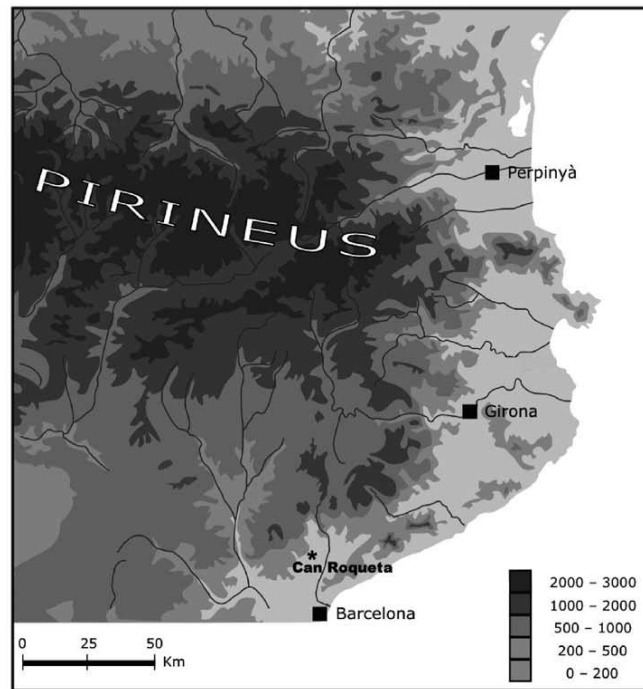 PIRINEUS
Perpinyà
Girona
*
Can Roqueta
Barcelona
0 25 50
Km
2000 – 3000
1000 – 2000
500 – 1000
200 – 500
0 – 200